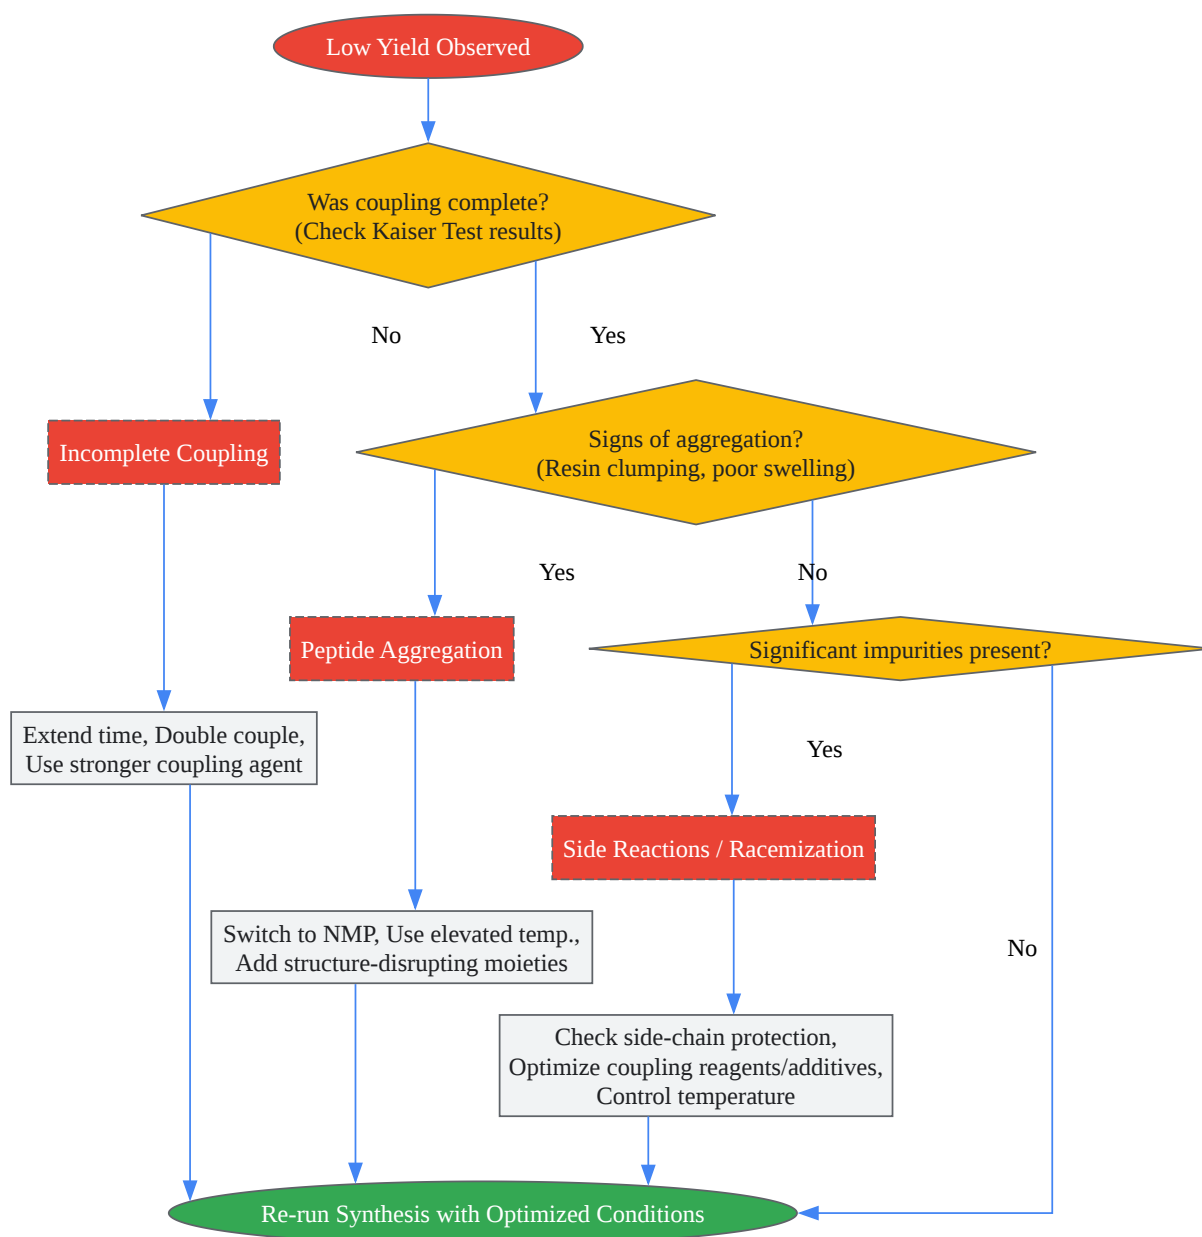 Low Yield Observed
Was coupling complete?
(Check Kaiser Test results)
No
Yes
Incomplete Coupling
Signs of aggregation?
(Resin clumping, poor swelling)
Yes
No
Peptide Aggregation
Significant impurities present?
Extend time, Double couple,
Use stronger coupling agent
Yes
Side Reactions / Racemization
Switch to NMP, Use elevated temp.,
Add structure-disrupting moieties
No
Check side-chain protection,
Optimize coupling reagents/additives,
Control temperature
Re-run Synthesis with Optimized Conditions